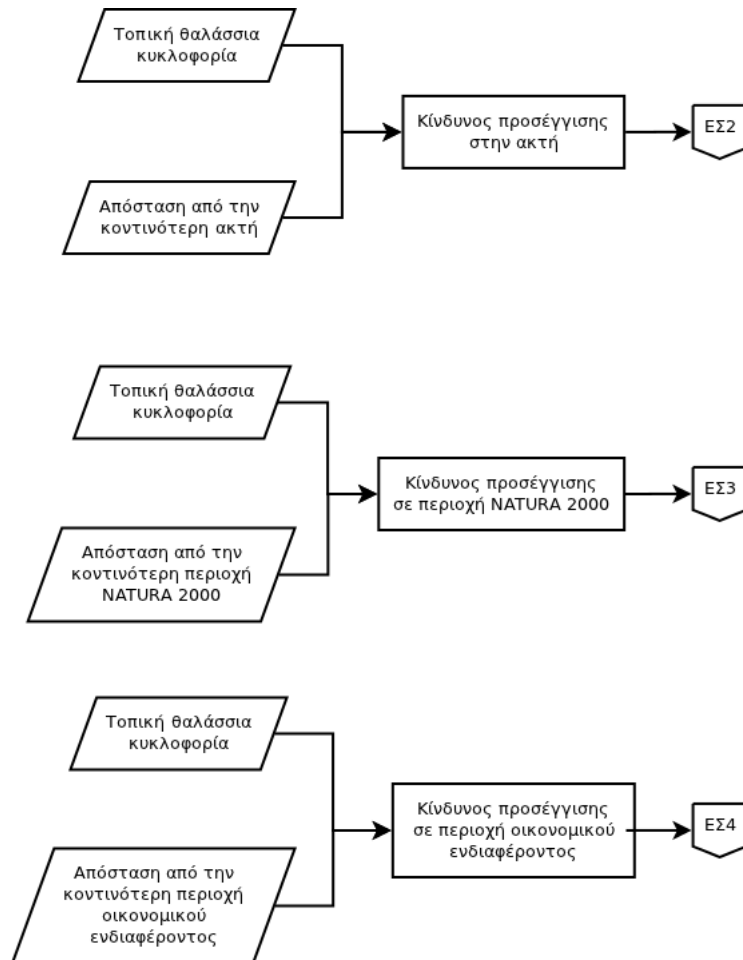 Τοπική θαλάσσια
κυκλοφορία
Κίνδυνος προσέγγισης
στην ακτή
ΕΣ2
Απόσταση από την
κοντινότερη ακτή
Τοπική θαλάσσια
κυκλοφορία
Κίνδυνος προσέγγισης
σε περιοχή NATURA 2000
ΕΣ3
Απόσταση από την
κοντινότερη περιοχή
NATURA 2000
Τοπική θαλάσσια
κυκλοφορία
Κίνδυνος προσέγγισης
σε περιοχή οικονομικού
ενδιαφέροντος
ΕΣ4
Απόσταση από την
κοντινότερη περιοχή
οικονομικού
ενδιαφέροντος